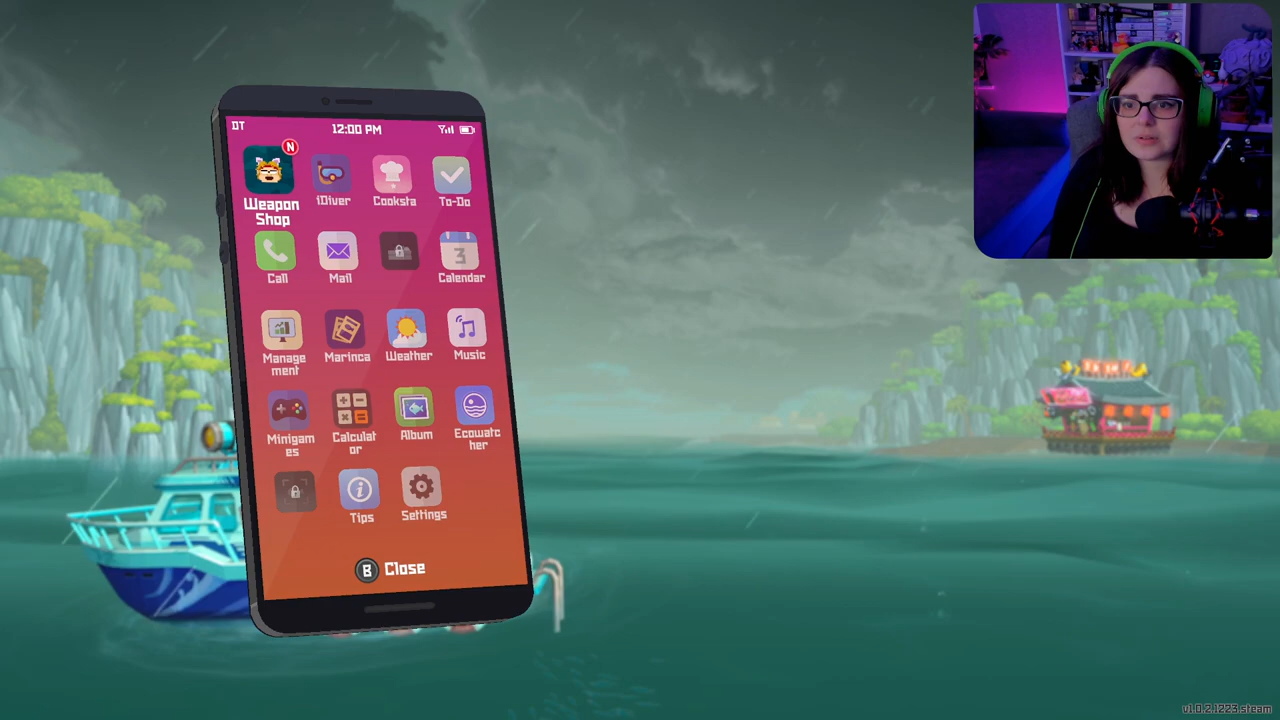 DT
12:00 PM
N
Weapon
Shop
iDiver
Cooksta
To-Do
Call
Mail
3
Calendar
Manage
ment
Marinca
Weather
Music
Minigam
es
Calculat
or
Album
Ecowatc
her
Tips
Settings
B Close
v1.0.2.1223.steam